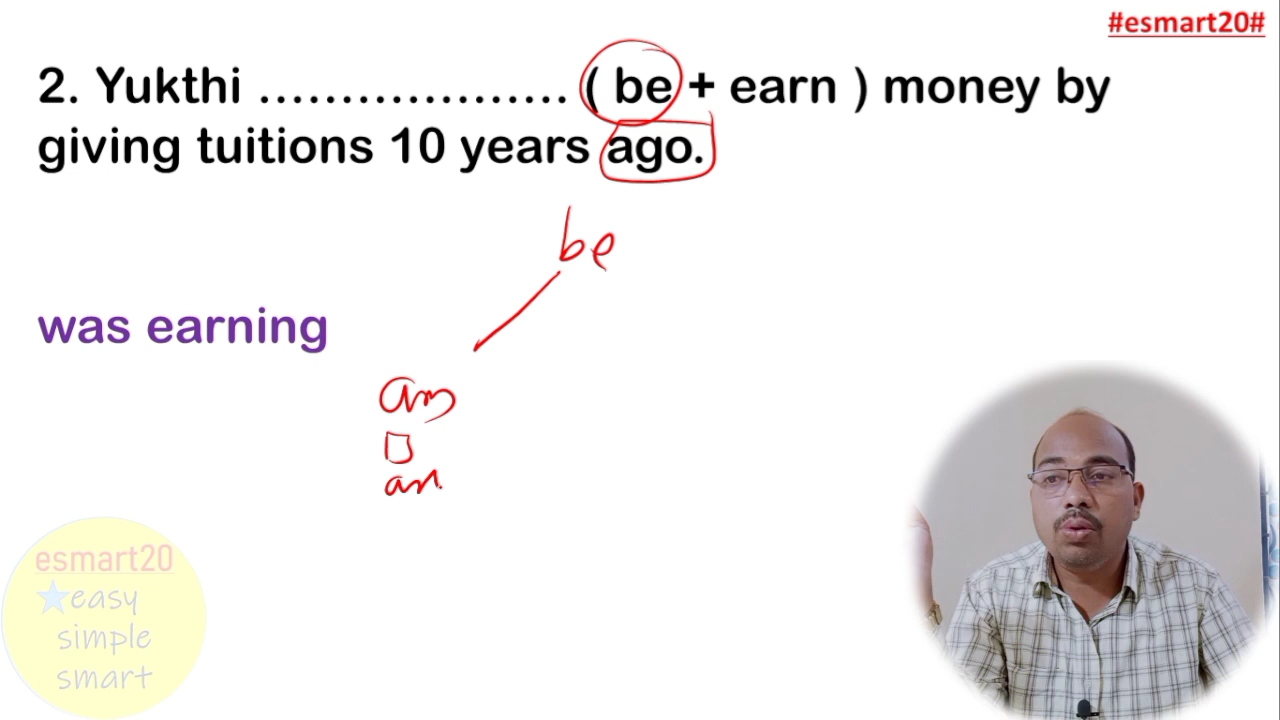 #esmart20#
2. Yukthi ................... ( be + earn ) money by
giving tuitions 10 years ago.
be
was earning
am
are
esmart20
easy
simple
smart